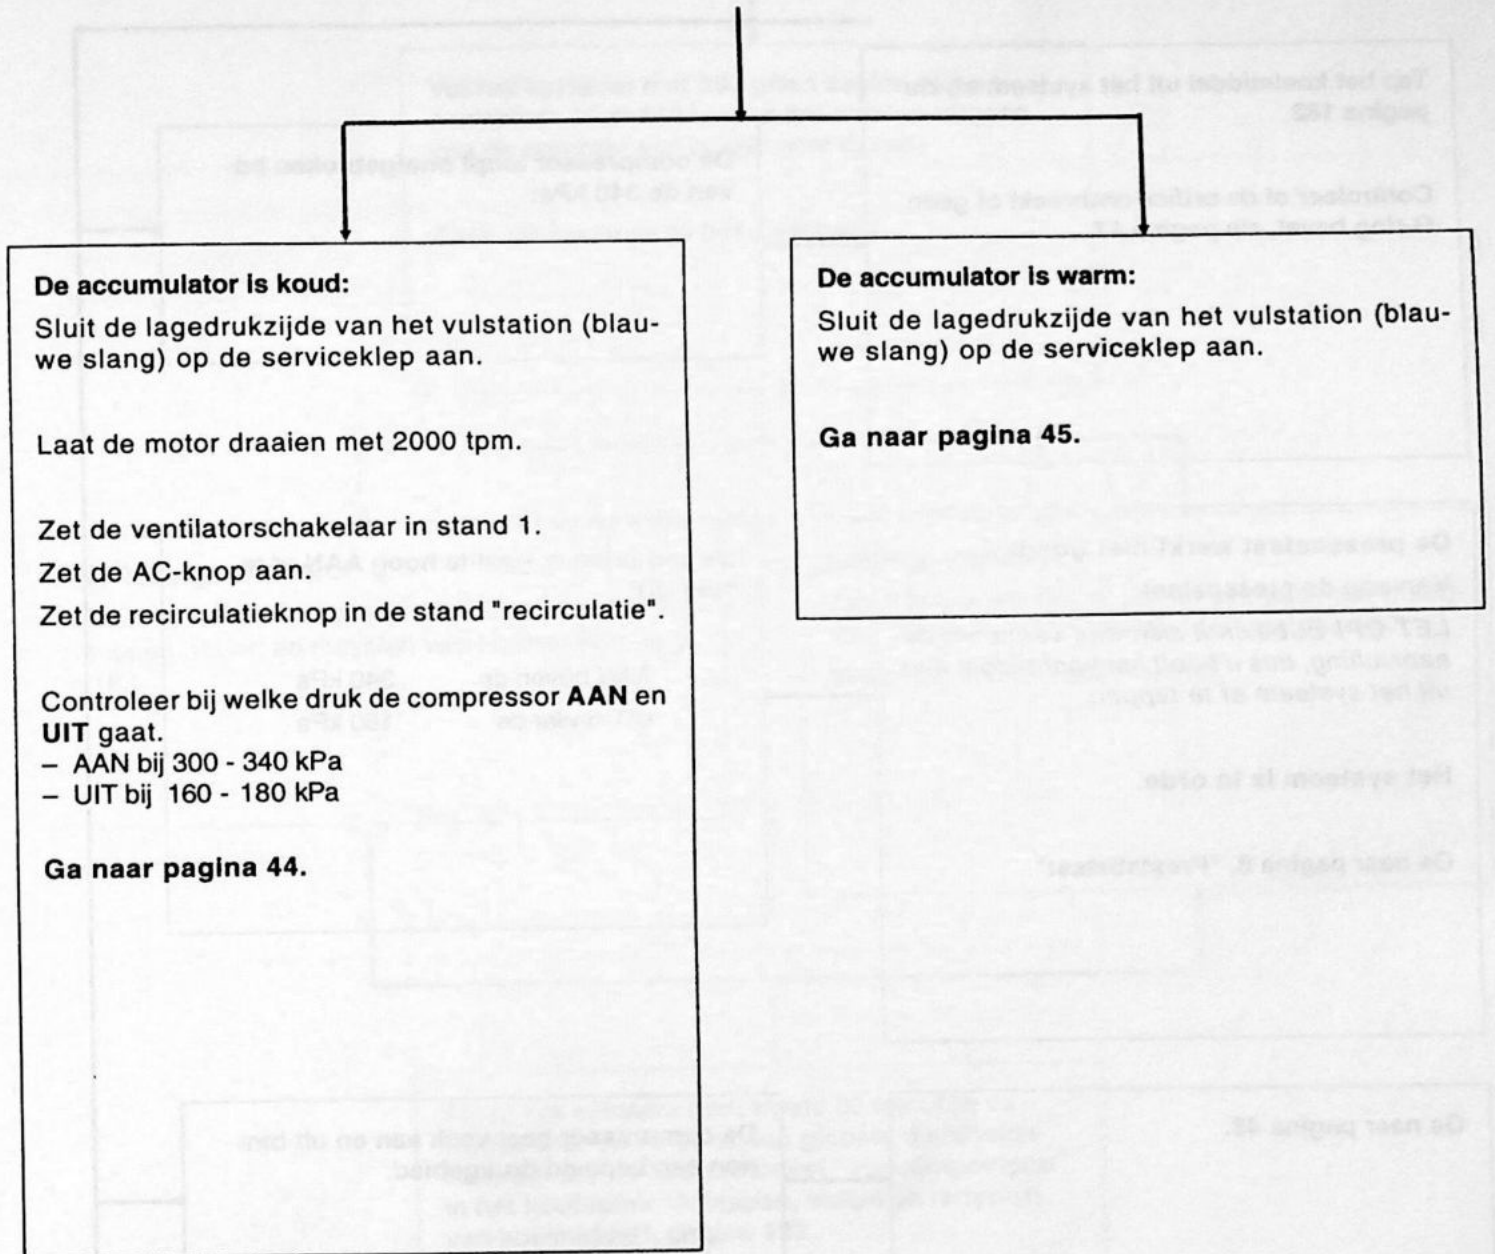 De accumulator is koud:
Sluit de lagedrukzijde van het vulstation (blau-
we slang) op de serviceklep aan.
Laat de motor draaien met 2000 tpm.
Zet de ventilatorschakelaar in stand 1.
Zet de AC-knop aan.
Zet de recirculatieknop in de stand "recirculatie".
Controleer bij welke druk de compressor AAN en
UIT gaat.
– AAN bij 300 - 340 kPa
– UIT bij 160 - 180 kPa
Ga naar pagina 44.
De accumulator is warm:
Sluit de lagedrukzijde van het vulstation (blau-
we slang) op de serviceklep aan.
Ga naar pagina 45.